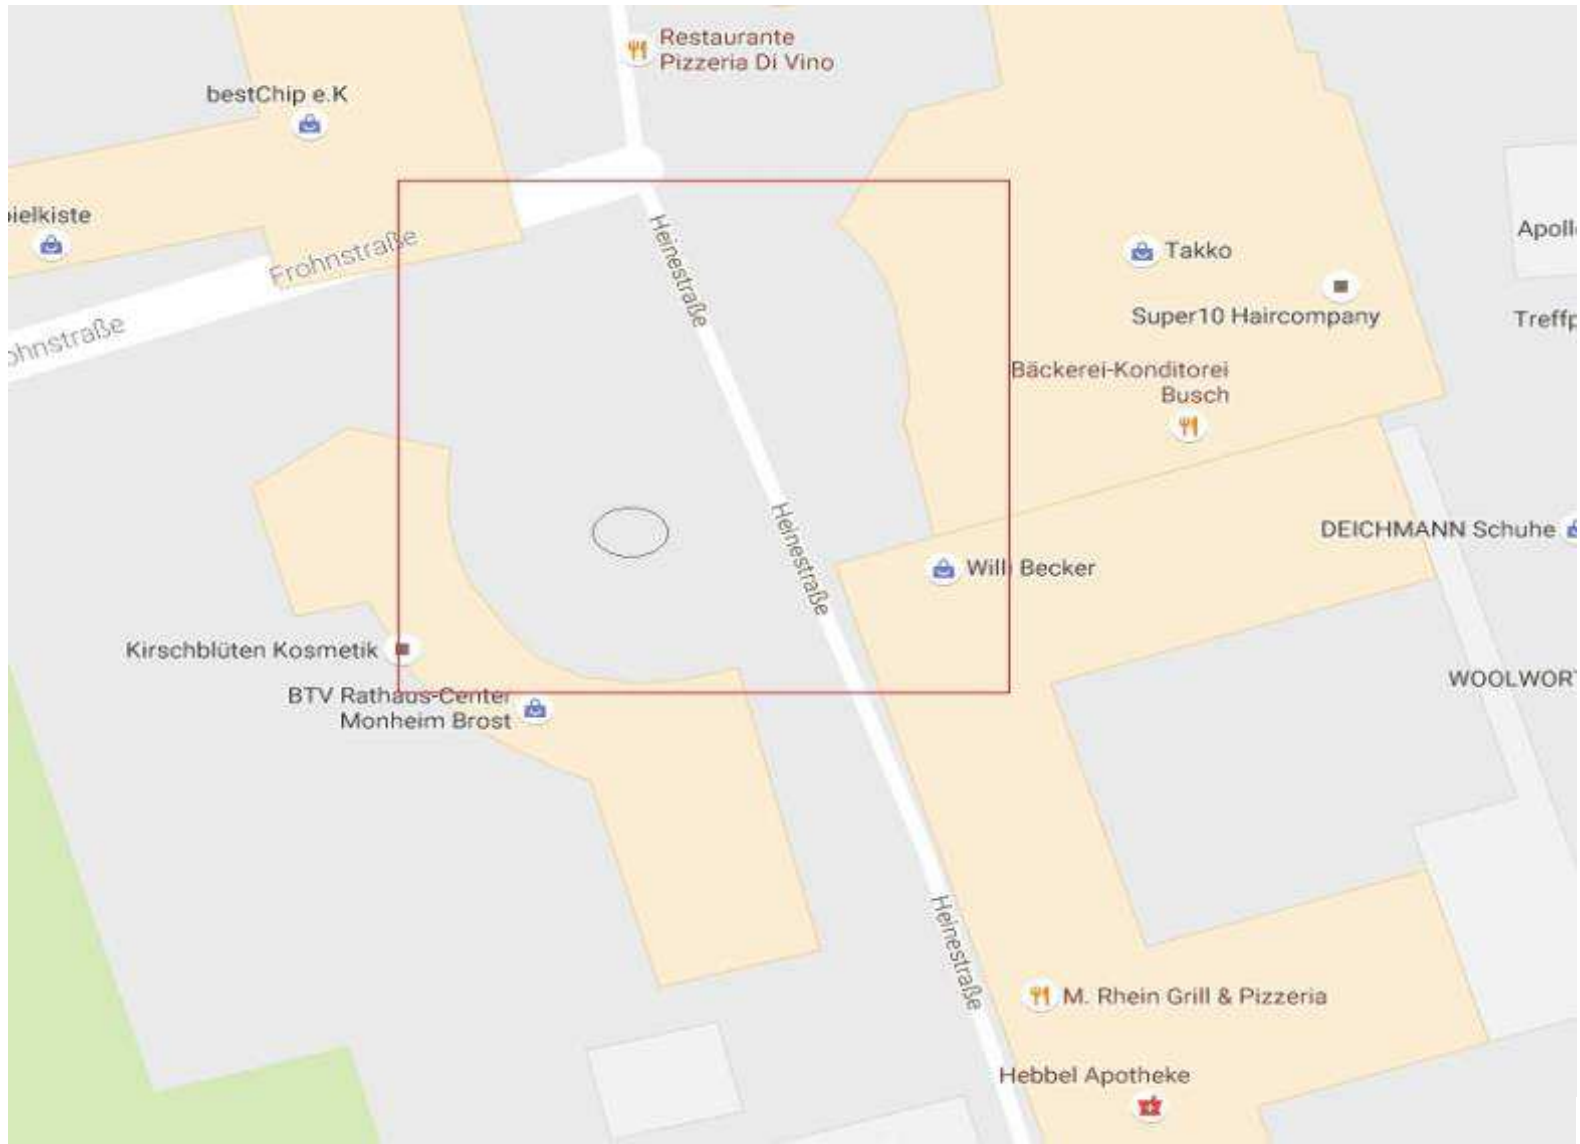 Restaurante
Pizzeria Di Vino
bestChip e.K
ielkiste
Frohnstraße
Heinestraße
Apoll
Takko
Super10 Haircompany
Treffp
ohnstraße
Bäckerei-Konditorei
Busch
Heinestraße
DEICHMANN Schuhe
Willi Becker
Kirschblüten Kosmetik
WOOLWORT
BTV Rathaus-Center
Monheim Brost
Heinestraße
M. Rhein Grill & Pizzeria
Hebbel Apotheke